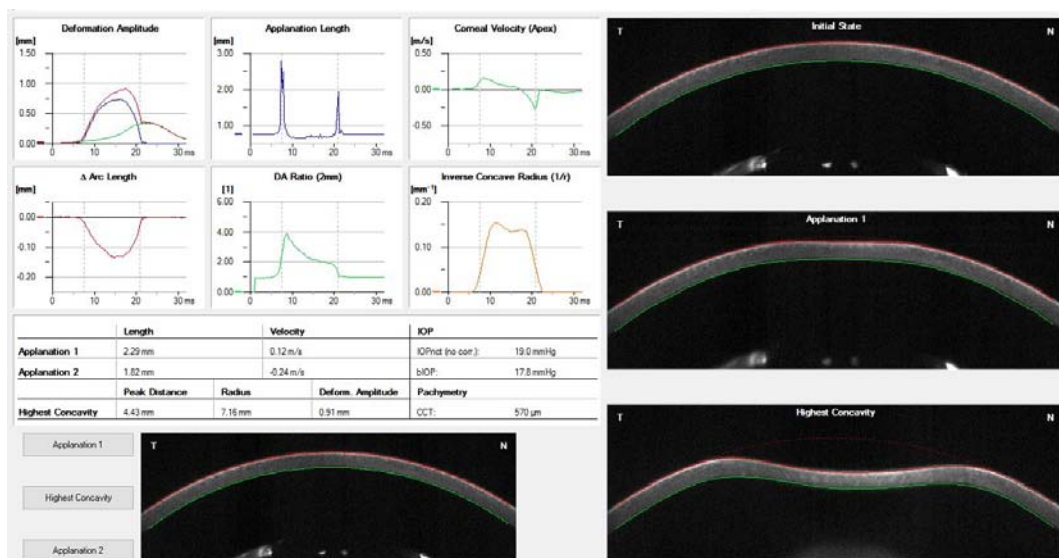 Deformation Amplitude
[mm]
1.50
1.00
0.50
0.00
0 10 20 30 ms
Applanation Length
[mm]
3.00
2.00
1.00
0 10 20 30 ms
Corneal Velocity (Apex)
[m/s]
0.50
0.00
-0.50
0 10 20 30 ms
Δ Arc Length
[mm]
0.00
-0.10
-0.20
0 10 20 30 ms
DA Ratio (2mm)
[1]
6.00
4.00
2.00
0.00
0 10 20 30 ms
Inverse Concave Radius (1/r)
[mm⁻¹]
0.20
0.10
0.00
0 10 20 30 ms
Length Velocity IOP
Applanation 1 2.29 mm 0.12 m/s IOPnct (no corr.): 19.0 mmHg
Applanation 2 1.82 mm -0.24 m/s bIOP: 17.8 mmHg
Peak Distance Radius Deform. Amplitude Pachymetry
Highest Concavity 4.43 mm 7.16 mm 0.91 mm CCT: 570 µm
Applanation 1
Highest Concavity
Applanation 2
T N
T Initial State N
T Applanation 1 N
T Highest Concavity N